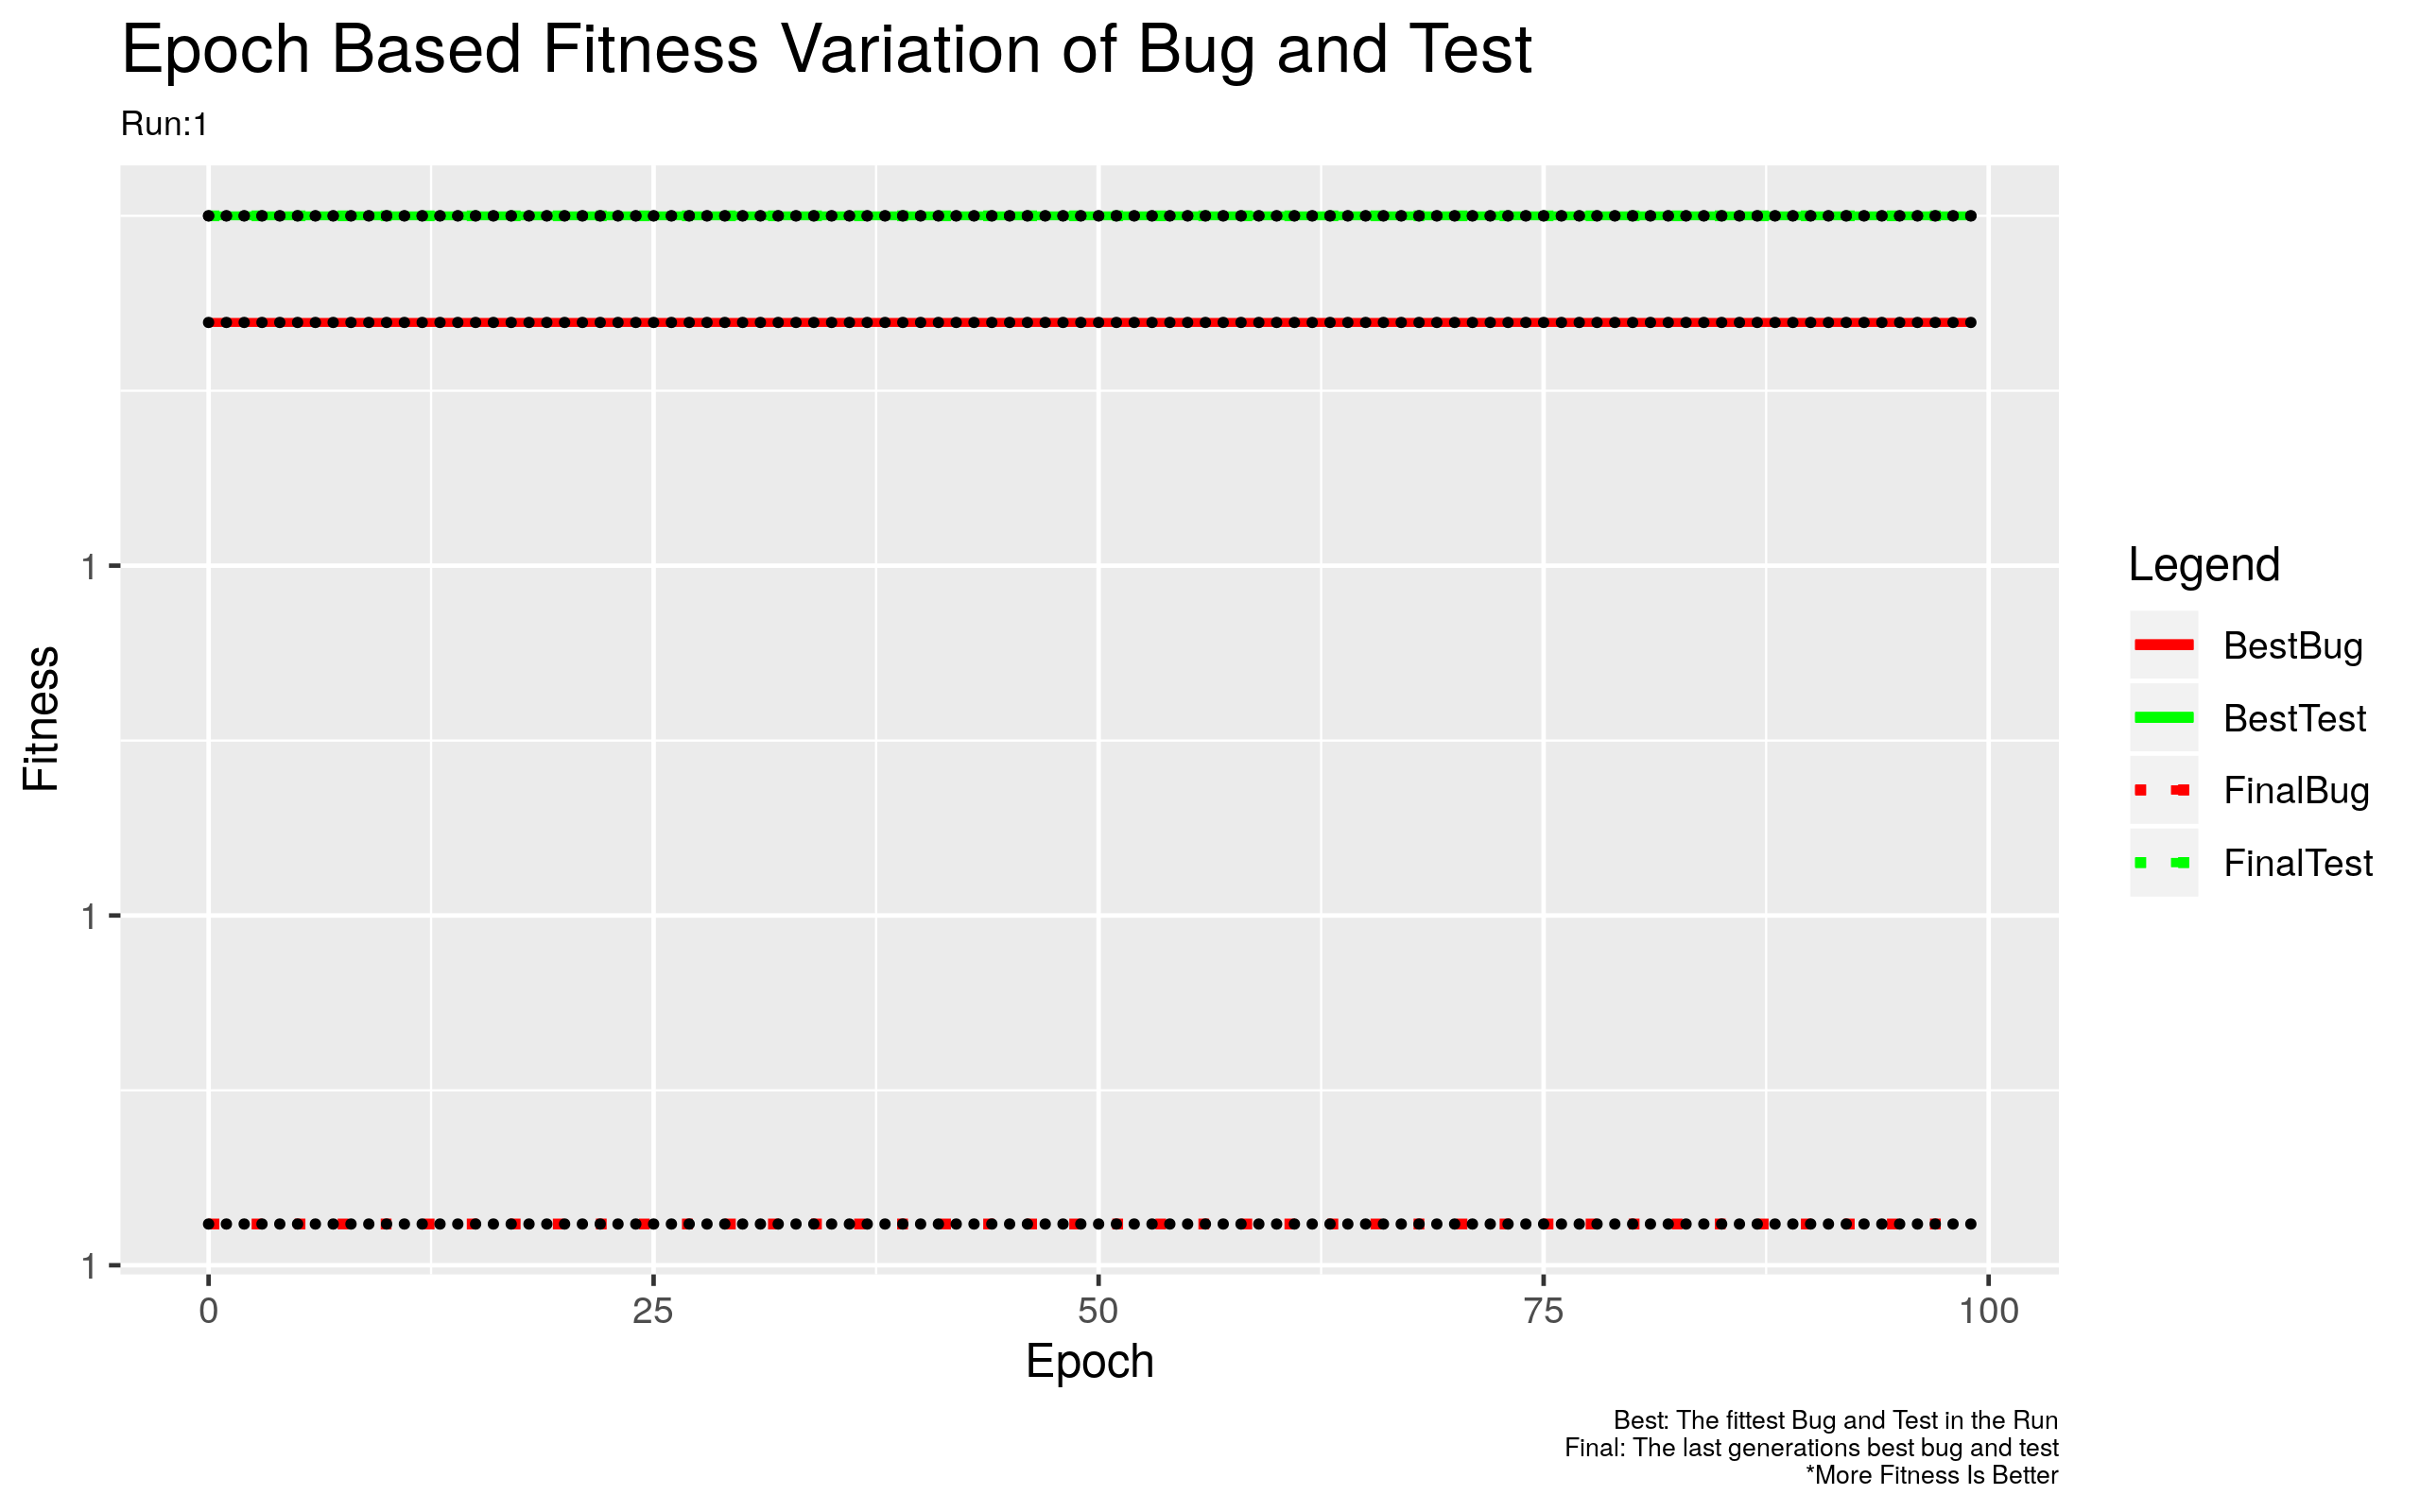 Epoch Based Fitness Variation of Bug and Test
Run:1
Fitness
1
1
1
0 25 50 75 100
Epoch
Legend
BestBug
BestTest
FinalBug
FinalTest
Best: The fittest Bug and Test in the Run
Final: The last generations best bug and test
*More Fitness Is Better